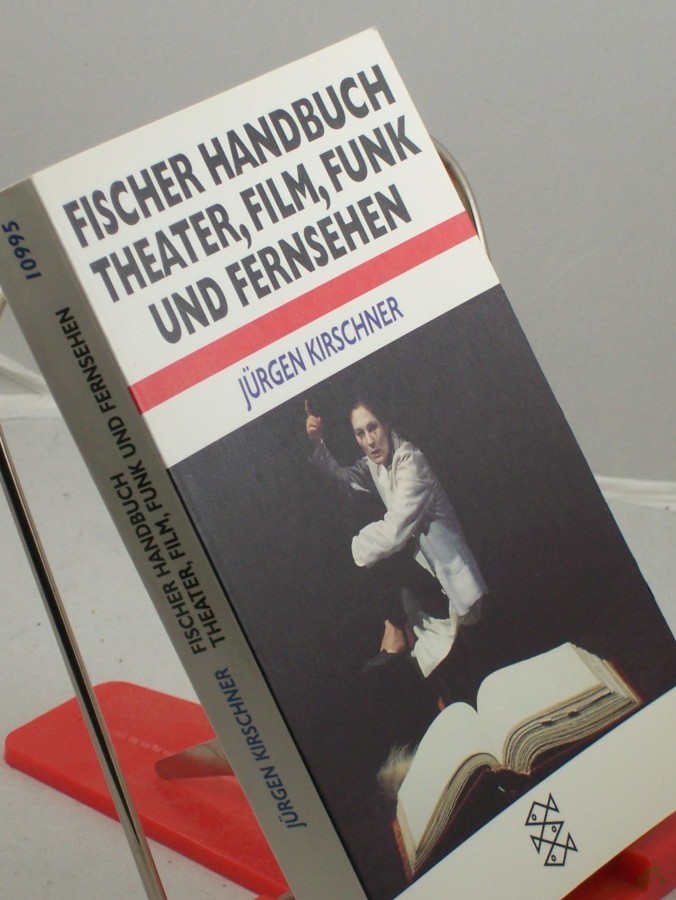 FISCHER HANDBUCH
THEATER, FILM, FUNK
UND FERNSEHEN
JÜRGEN KIRSCHNER
10995
FISCHER HANDBUCH
THEATER, FILM, FUNK UND FERNSEHEN
JÜRGEN KIRSCHNER